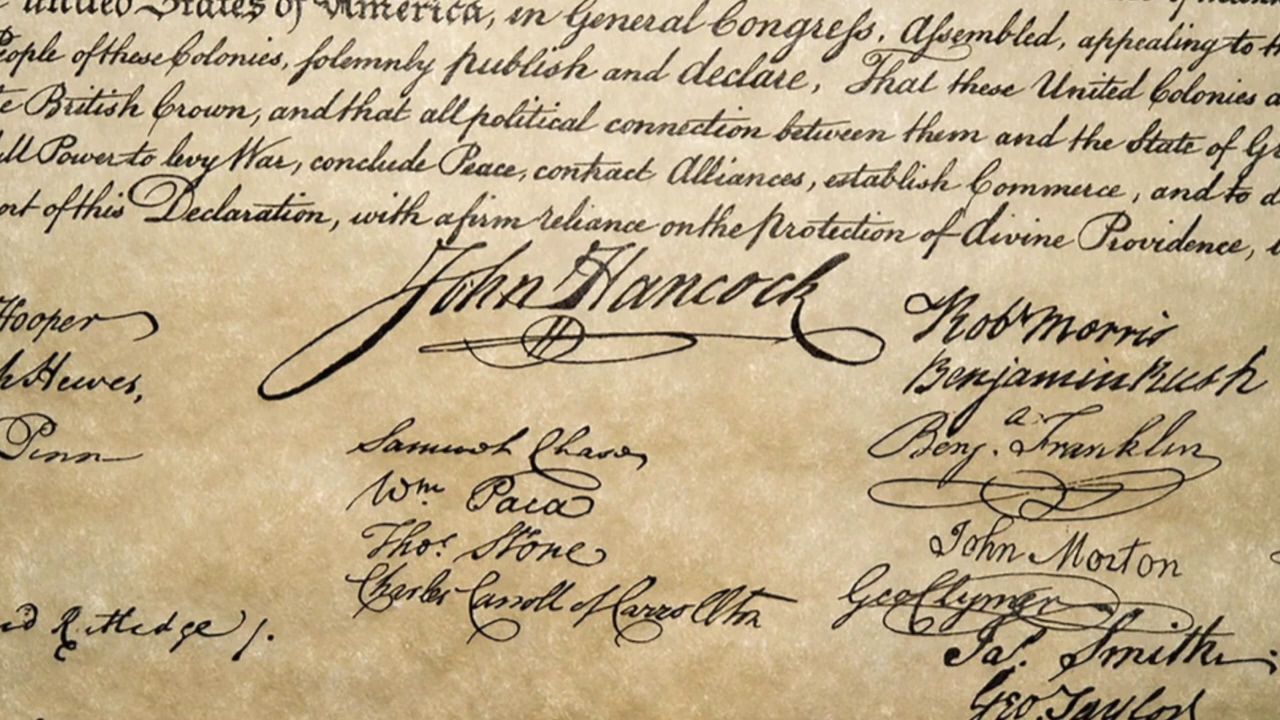 United States of America, in General Congress, Assembled, appealing to th
People of these Colonies, solemnly publish and declare, That these United Colonies a
e British Crown, and that all political connection between them and the State of Gr
ull Power to levy War, conclude Peace, contract Alliances, establish Commerce, and to d
ort of this Declaration, with a firm reliance on the protection of divine Providence,
John Hancock
Hooper
h Hewes,
Penn
Samuel Chase
Wm Paca
Thos. Stone
Charles Carroll of Carrollton
d Rutledge /.
Robt Morris
Benjamin Rush
Benj. Franklin
John Morton
Geo Clymer
Jas. Smith
Geo. Taylor